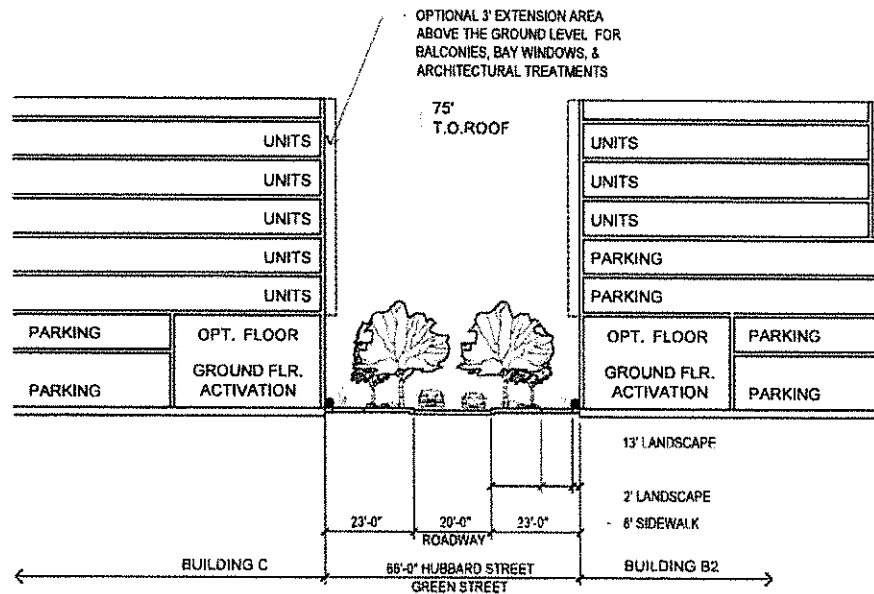 OPTIONAL 3' EXTENSION AREA
ABOVE THE GROUND LEVEL FOR
BALCONIES, BAY WINDOWS, &
ARCHITECTURAL TREATMENTS
75'
T.O.ROOF
UNITS
UNITS
UNITS
UNITS
UNITS
PARKING
OPT. FLOOR
PARKING
GROUND FLR.
ACTIVATION
UNITS
UNITS
UNITS
PARKING
PARKING
OPT. FLOOR
PARKING
GROUND FLR.
ACTIVATION
PARKING
13' LANDSCAPE
2' LANDSCAPE
8' SIDEWALK
23'-0"
20'-0"
23'-0"
ROADWAY
BUILDING C
66'-0" HUBBARD STREET
BUILDING B2
GREEN STREET